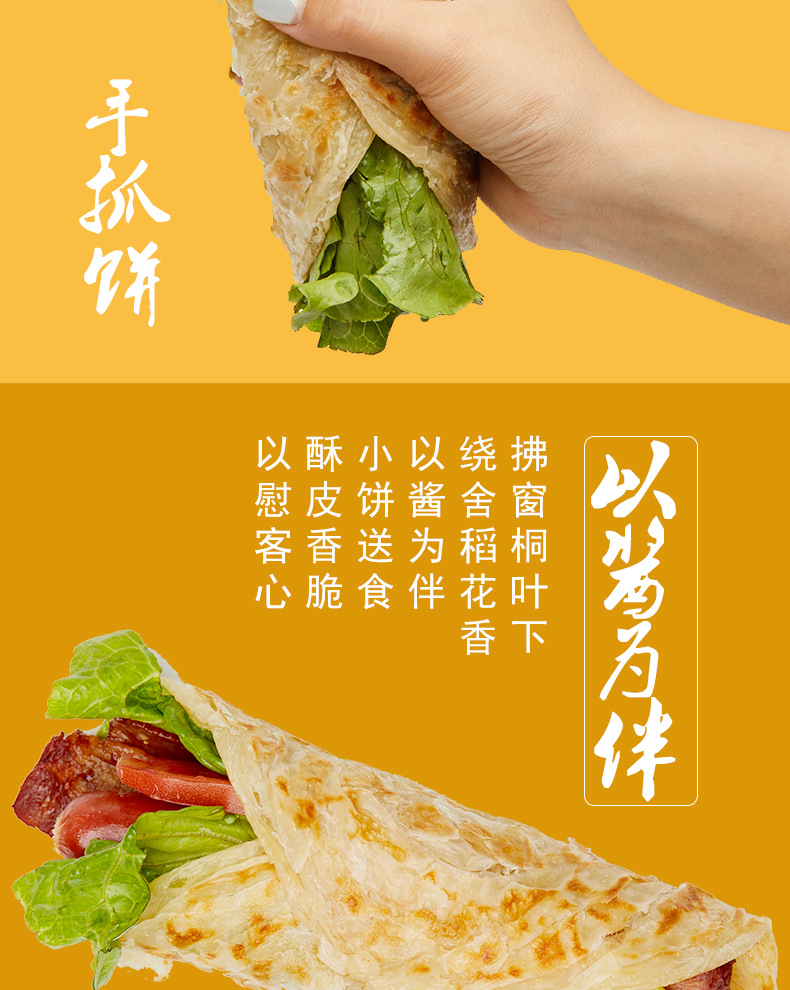 手抓饼
以酱为伴
拂窗桐叶下
绕舍稻花香
以酱为伴
小饼送食
酥皮香脆
以慰客心